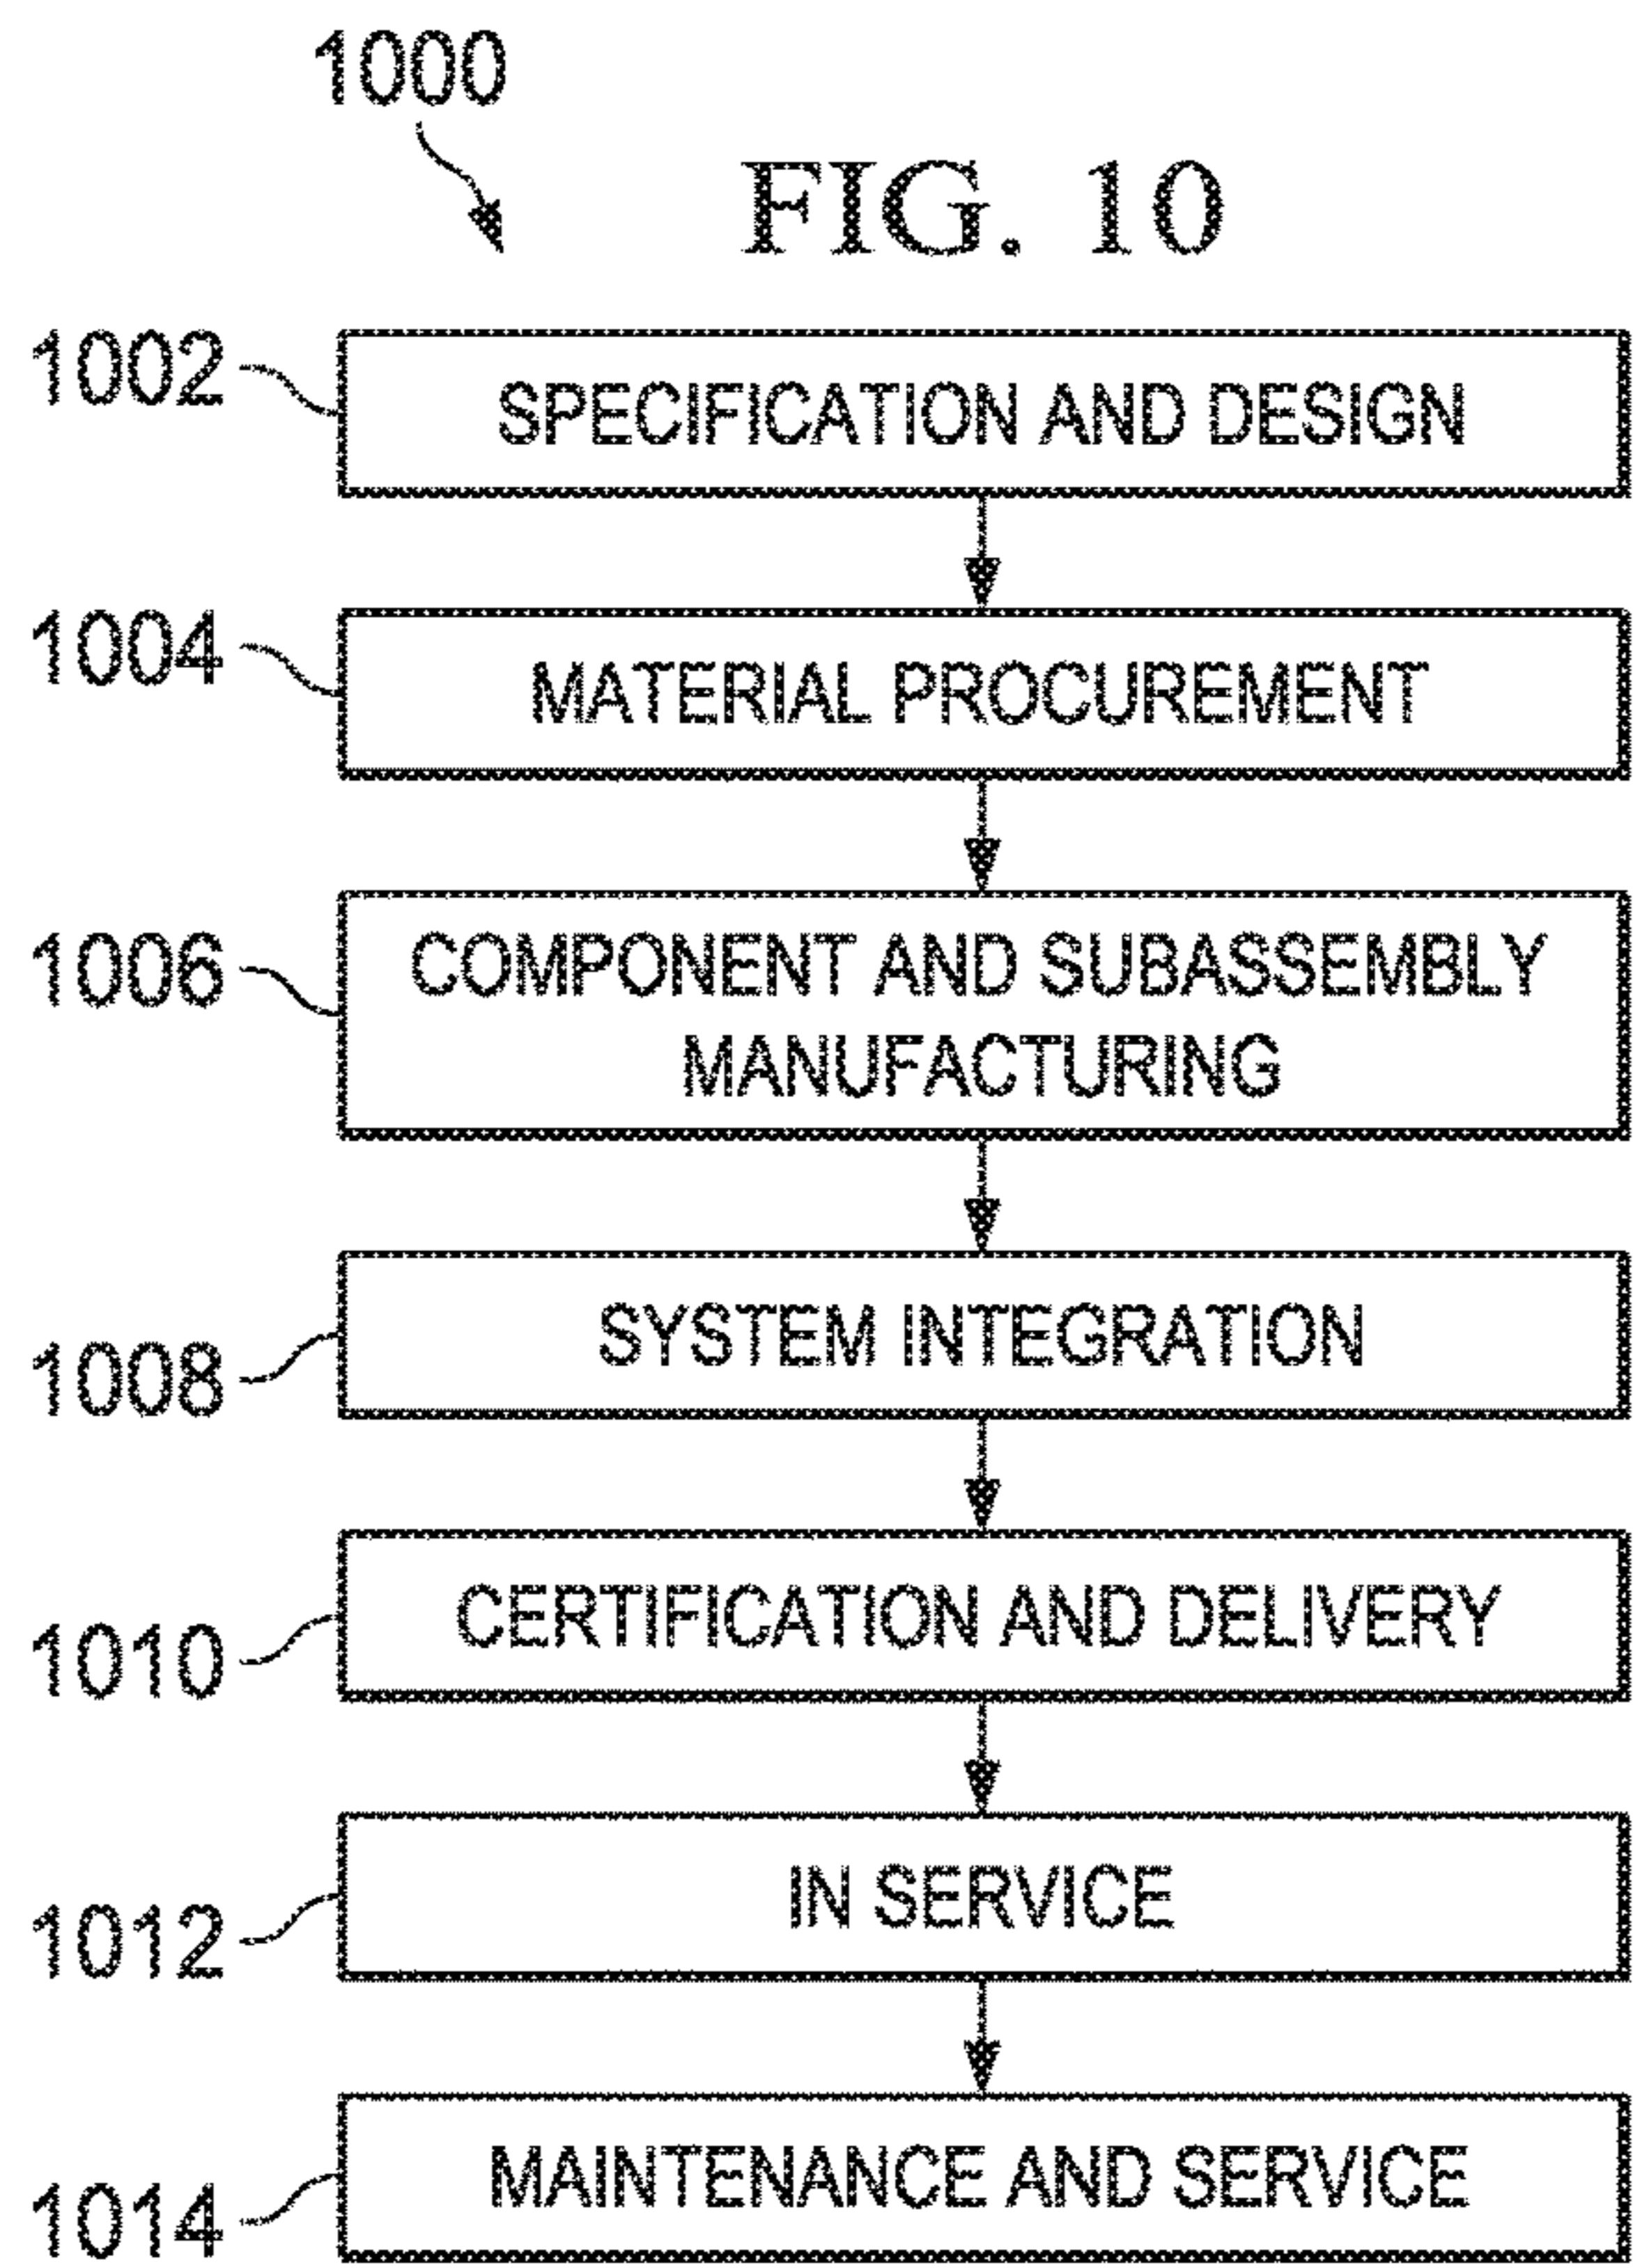 1000
FIG. 10
1002
SPECIFICATION AND DESIGN
1004
MATERIAL PROCUREMENT
1006
COMPONENT AND SUBASSEMBLY
MANUFACTURING
1008
SYSTEM INTEGRATION
1010
CERTIFICATION AND DELIVERY
1012
IN SERVICE
1014
MAINTENANCE AND SERVICE